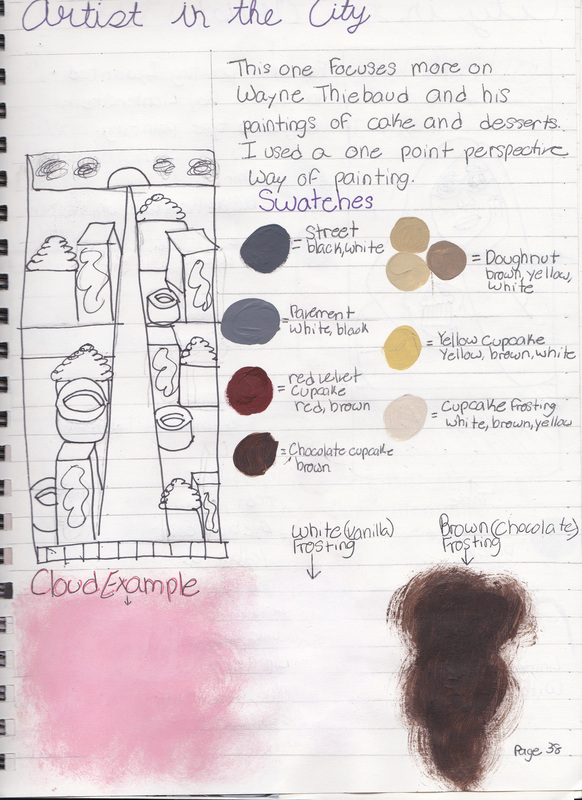 Artist in the City
This one Focuses more on
Wayne Thiebaud and his
paintings of cake and desserts.
I used a one point perspective
way of painting.
Swatches
= Street
black, white
= Doughnut
brown, yellow,
white
= Pavement
white, black
= Yellow Cupcake
Yellow, brown, white
= red velvet
Cupcake
red, brown
= Cupcake Frosting
white, brown, yellow
= Chocolate cupcake
brown
White (Vanilla)
Frosting
Brown (Chocolate)
Frosting
Cloud Example
Page 38